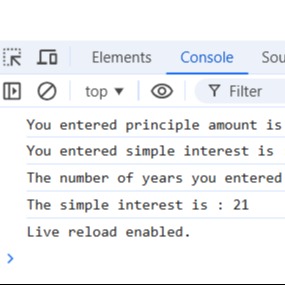 Elements Console Sou
top Filter
You entered principle amount is
You entered simple interest is
The number of years you entered
The simple interest is : 21
Live reload enabled.